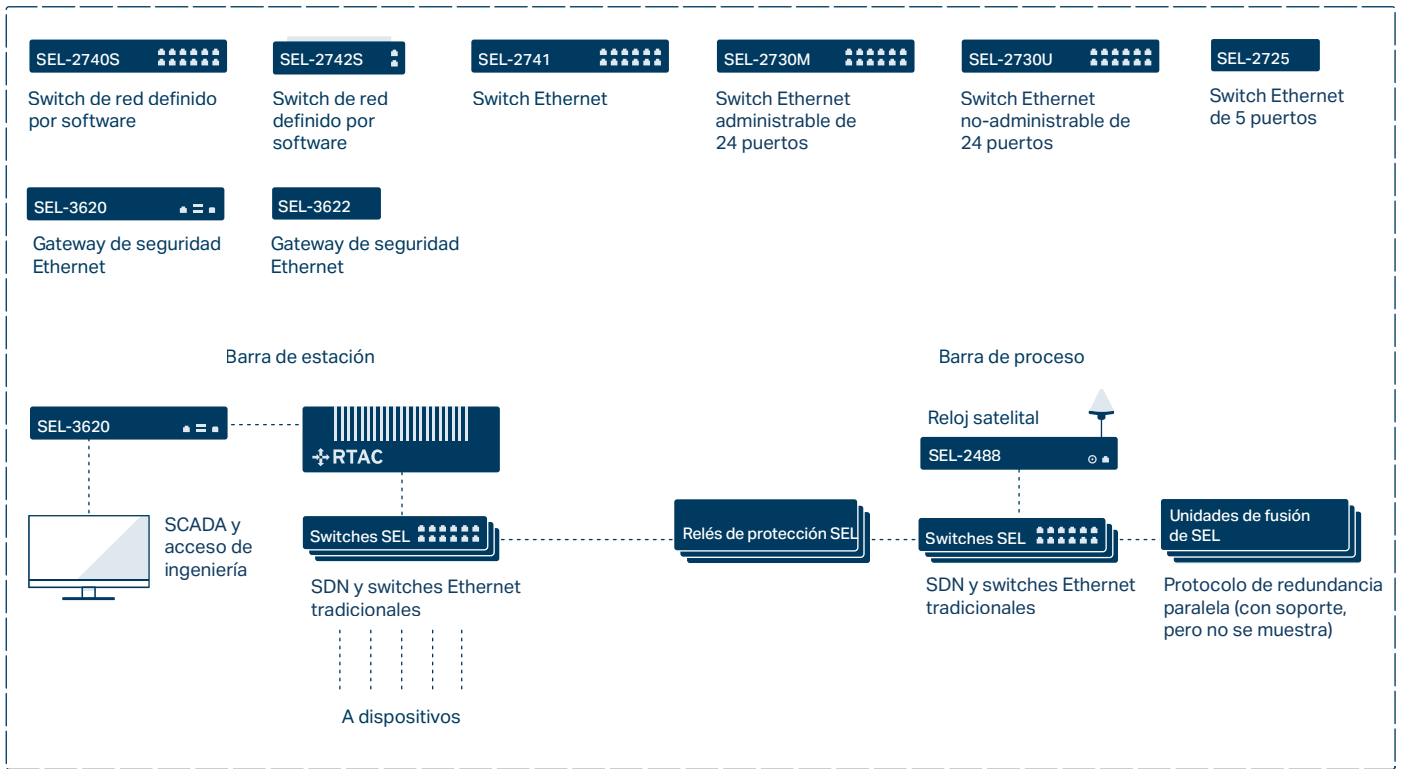 SEL-2740S
SEL-2742S
SEL-2741
SEL-2730M
SEL-2730U
SEL-2725
Switch de red definido
por software
Switch de red
definido por
software
Switch Ethernet
Switch Ethernet
administrable de
24 puertos
Switch Ethernet
no-administrable de
24 puertos
Switch Ethernet
de 5 puertos
SEL-3620
SEL-3622
Gateway de seguridad
Ethernet
Gateway de seguridad
Ethernet
Barra de estación
Barra de proceso
SEL-3620
RTAC
Reloj satelital
SEL-2488
SCADA y
acceso de
ingeniería
Switches SEL
SDN y switches Ethernet
tradicionales
A dispositivos
Relés de protección SEL
Switches SEL
SDN y switches Ethernet
tradicionales
Unidades de fusión
de SEL
Protocolo de redundancia
paralela (con soporte,
pero no se muestra)